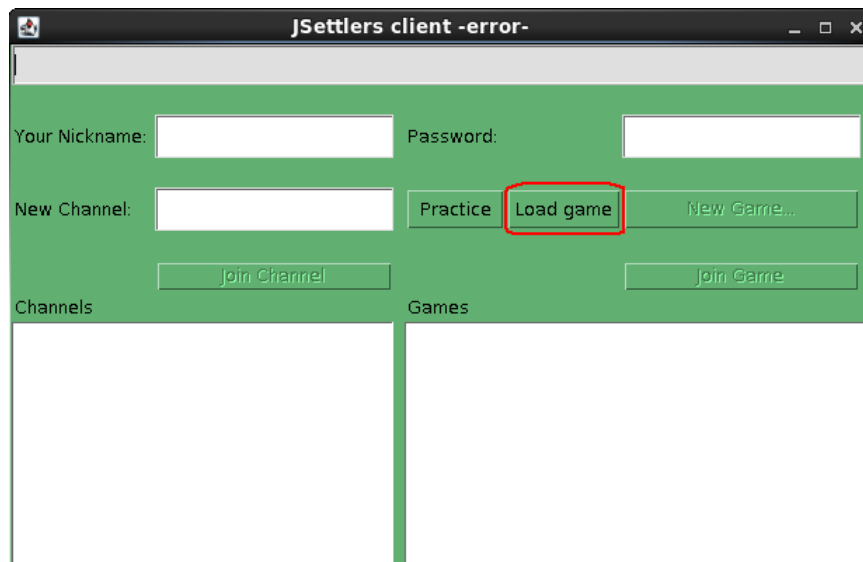 JSettlers client -error-
Your Nickname: Password:
New Channel: Practice Load game New Game...
Join Channel Join Game
Channels Games